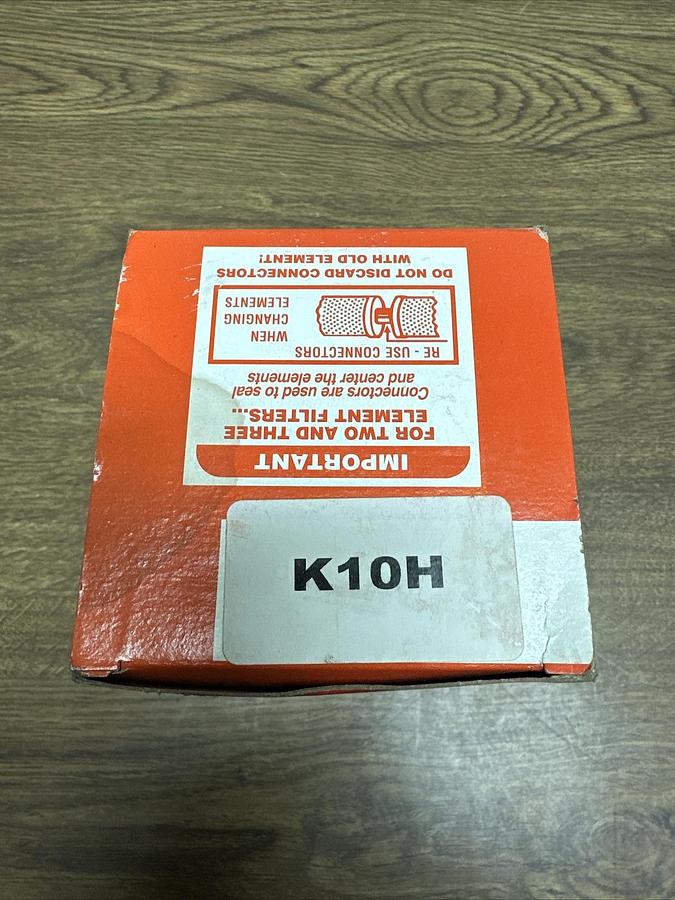 IMPORTANT
FOR TWO AND THREE
ELEMENT FILTERS...
Connectors are used to seal
and center the elements
RE - USE CONNECTORS
WHEN
CHANGING
ELEMENTS
DO NOT DISCARD CONNECTORS
WITH OLD ELEMENT!
K10H